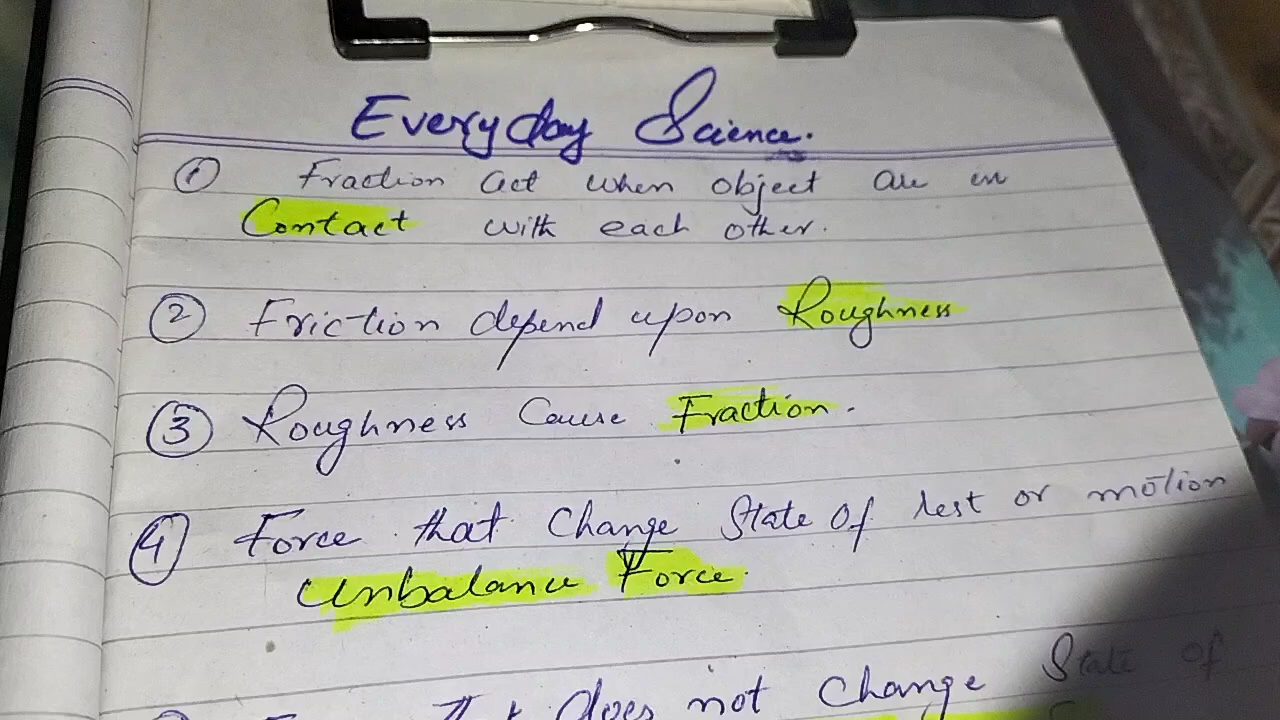 Everyday Science.
① Fraction act when object are in
Contact with each other.
② Friction depend upon Roughness
③ Roughness Cause Fraction.
④ Force that Change State of rest or motion
Unbalance Force.
does not Change State of